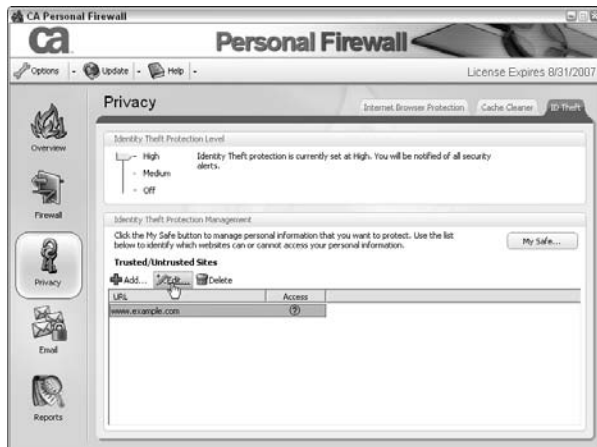 CA Personal Firewall
ca
Personal Firewall
Options
Update
Help
License Expires 8/31/2007
Privacy
Internet Browser Protection
Cache Cleaner
ID Theft
Overview
Firewall
Privacy
Email
Reports
Identity Theft Protection Level
High
Medium
Off
Identity Theft protection is currently set at High. You will be notified of all security
alerts.
Identity Theft Protection Management
Click the My Safe button to manage personal information that you want to protect. Use the list
below to identify which websites can or cannot access your personal information.
My Safe...
Trusted/Untrusted Sites
Add...
Edit...
Delete
URL
Access
www.example.com
?